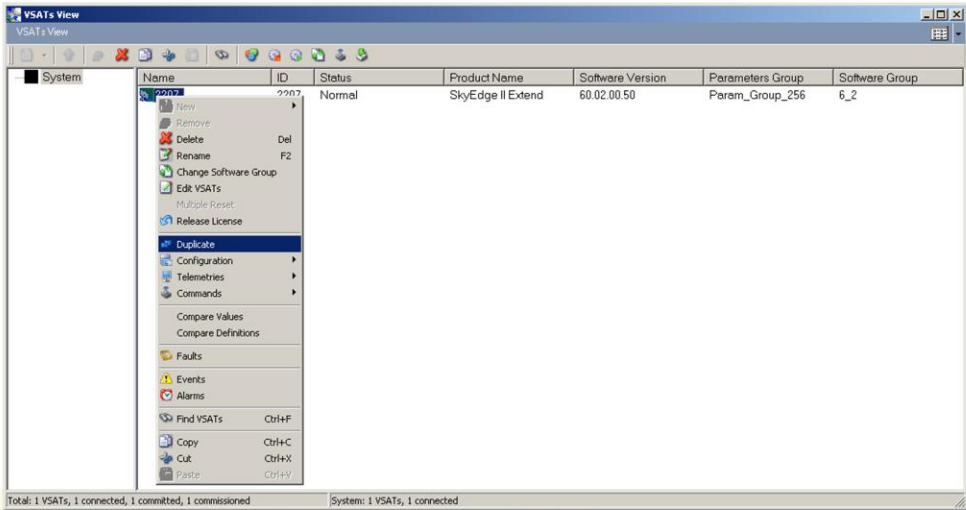 VSATs View
VSATs View
System
Name ID Status Product Name Software Version Parameters Group Software Group
2207 2207 Normal SkyEdge II Extend 60.02.00.50 Param_Group_256 6_2
New
Remove
Delete Del
Rename F2
Change Software Group
Edit VSATs
Multiple Reset
Release License
Duplicate
Configuration
Telemetries
Commands
Compare Values
Compare Definitions
Faults
Events
Alarms
Find VSATs Ctrl+F
Copy Ctrl+C
Cut Ctrl+X
Paste Ctrl+V
Total: 1 VSATs, 1 connected, 1 committed, 1 commissioned System: 1 VSATs, 1 connected